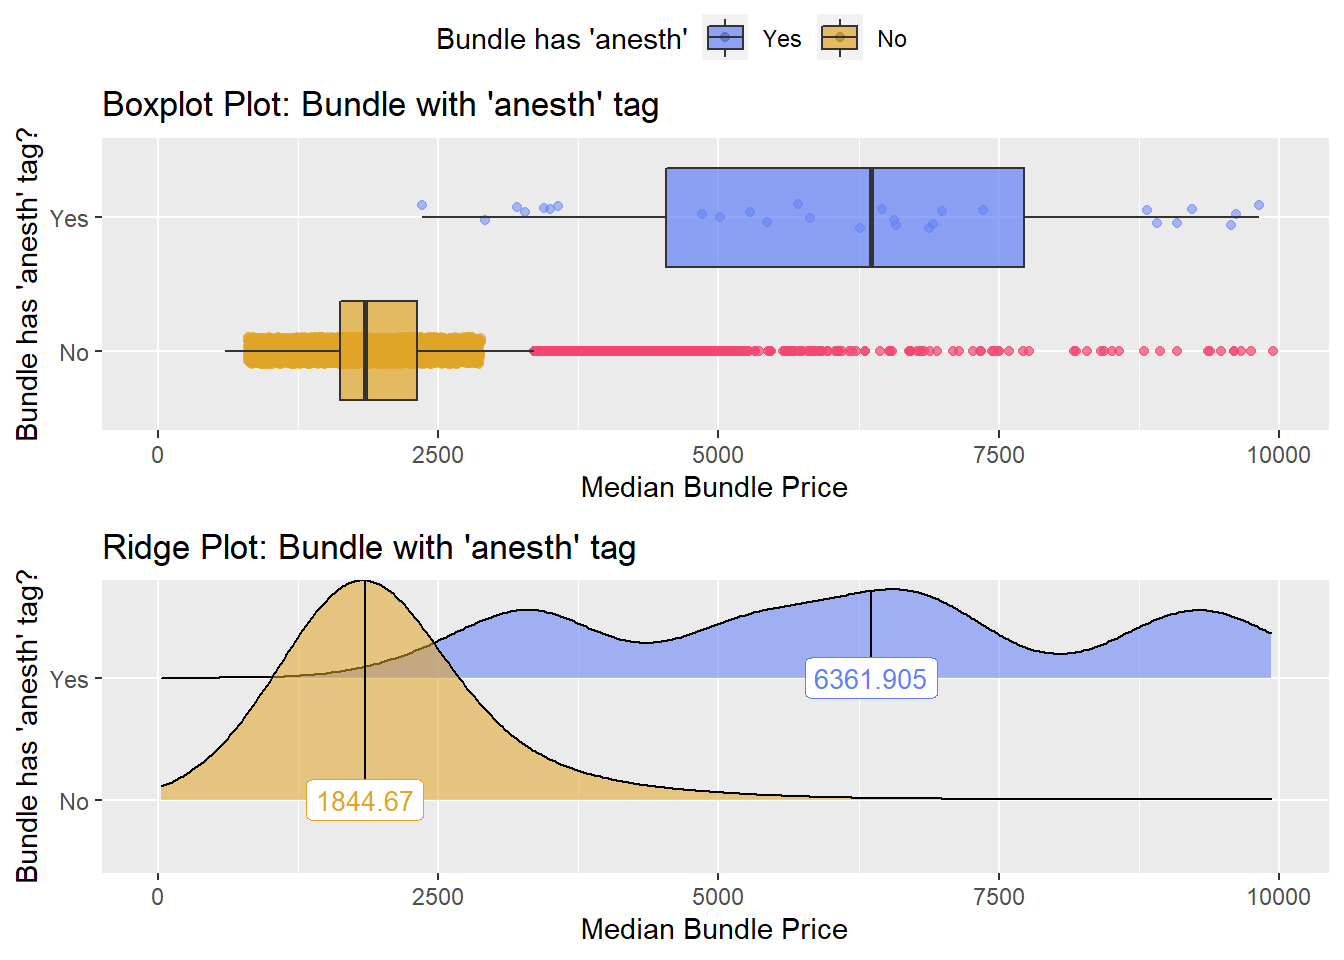 Bundle has 'anesth' Yes No
Boxplot Plot: Bundle with 'anesth' tag
Bundle has 'anesth' tag?
Yes
No
0 2500 5000 7500 10000
Median Bundle Price
Ridge Plot: Bundle with 'anesth' tag
Bundle has 'anesth' tag?
Yes
6361.905
No
1844.67
0 2500 5000 7500 10000
Median Bundle Price